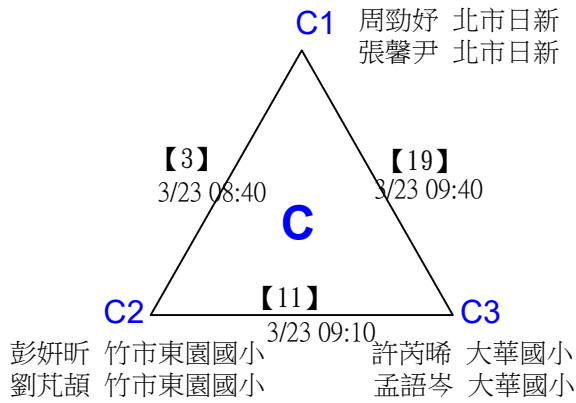 C1
周勁妤 北市日新
張馨尹 北市日新
【3】
3/23 08:40
【19】
3/23 09:40
C
【11】
3/23 09:10
C2
彭妍昕 竹市東園國小
劉芃頡 竹市東園國小
C3
許芮晞 大華國小
孟語岑 大華國小